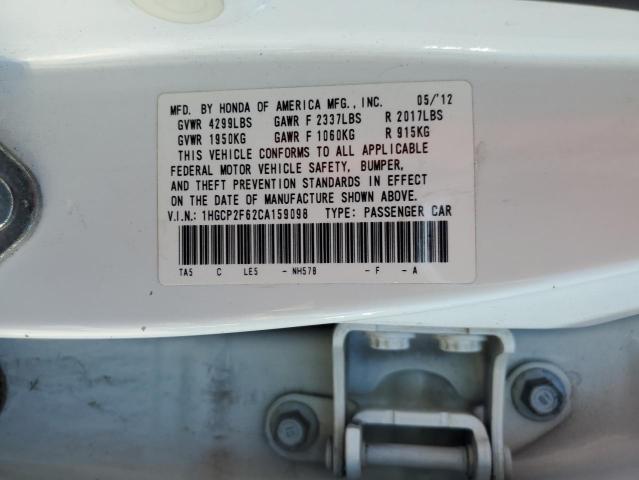 MFD. BY HONDA OF AMERICA MFG., INC. 05/'12
GVWR 4299LBS GAWR F 2337LBS R 2017LBS
GVWR 1950KG GAWR F 1060KG R 915KG
THIS VEHICLE CONFORMS TO ALL APPLICABLE
FEDERAL MOTOR VEHICLE SAFETY, BUMPER,
AND THEFT PREVENTION STANDARDS IN EFFECT
ON THE DATE OF MANUFACTURE SHOWN ABOVE.
V.I.N.: 1HGCP2F62CA159098 TYPE: PASSENGER CAR
TA5 C LE5 - NH578 - F - A